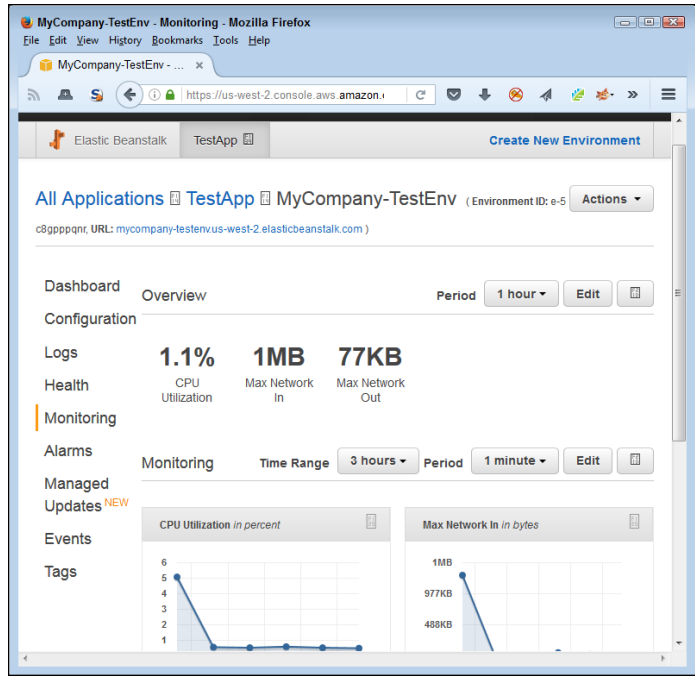 MyCompany-TestEnv - Monitoring - Mozilla Firefox
File Edit View History Bookmarks Tools Help
MyCompany-TestEnv - ... ×
https://us-west-2.console.aws.amazon.c
Elastic Beanstalk TestApp Create New Environment
All Applications TestApp MyCompany-TestEnv ( Environment ID: e-5 Actions
c8gpppqnr, URL: mycompany-testenv.us-west-2.elasticbeanstalk.com )
Dashboard
Configuration
Logs
Health
Monitoring
Alarms
Managed
Updates NEW
Events
Tags
Overview Period 1 hour Edit
1.1% 1MB 77KB
CPU Max Network Max Network
Utilization In Out
Monitoring Time Range 3 hours Period 1 minute Edit
CPU Utilization in percent
6
5
4
3
2
1
Max Network In in bytes
1MB
977KB
488KB